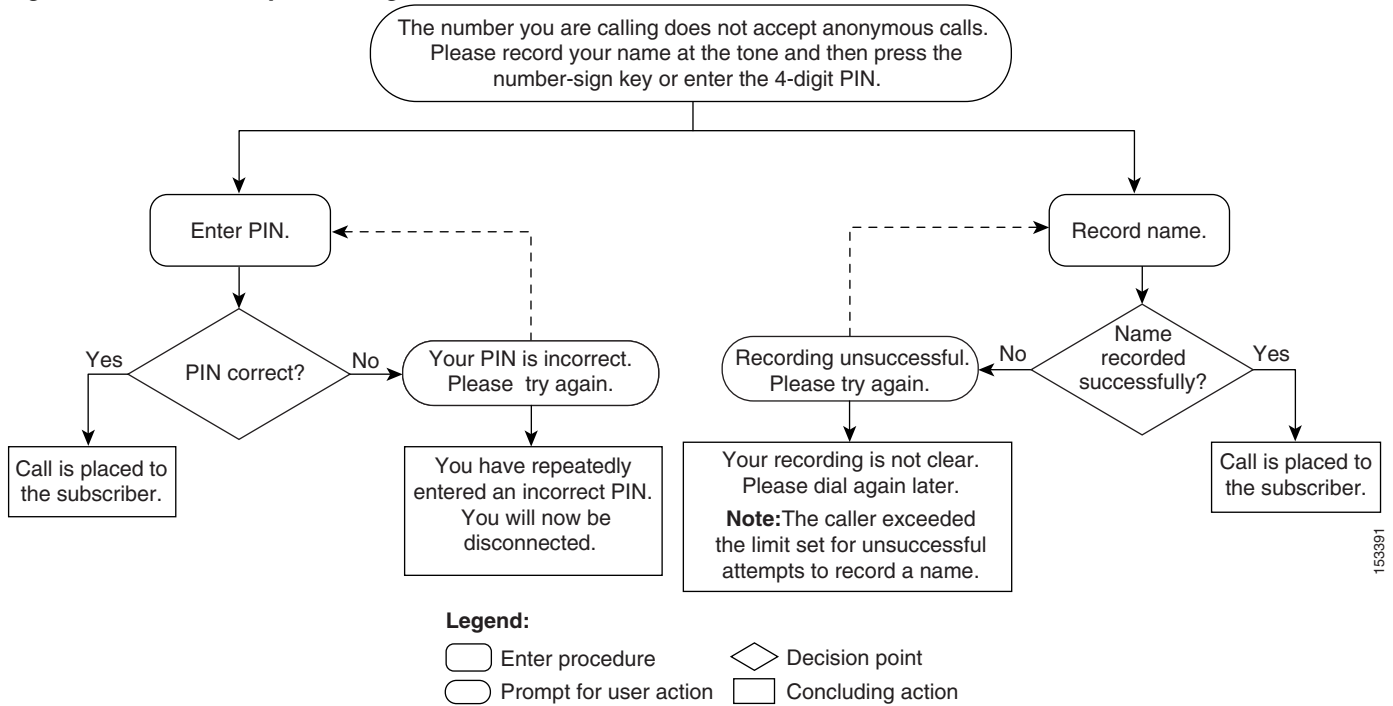 The number you are calling does not accept anonymous calls.
Please record your name at the tone and then press the
number-sign key or enter the 4-digit PIN.
Enter PIN.
Record name.
Yes
PIN correct?
No
Your PIN is incorrect.
Please try again.
Recording unsuccessful.
Please try again.
No
Name
recorded
successfully?
Yes
Call is placed to
the subscriber.
You have repeatedly
entered an incorrect PIN.
You will now be
disconnected.
Your recording is not clear.
Please dial again later.
Note:The caller exceeded
the limit set for unsuccessful
attempts to record a name.
Call is placed to
the subscriber.
153391
Legend:
Enter procedure
Decision point
Prompt for user action
Concluding action